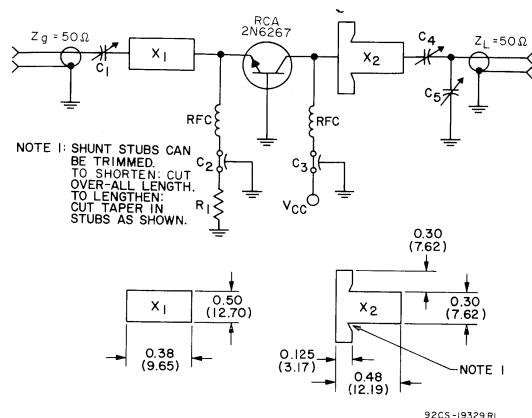 RCA
2N6267
Zg = 50Ω
C1
X1
X2
C4
ZL = 50Ω
C5
RFC
RFC
C2
C3
R1
VCC
NOTE 1: SHUNT STUBS CAN
BE TRIMMED.
TO SHORTEN: CUT
OVER-ALL LENGTH.
TO LENGTHEN:
CUT TAPER IN
STUBS AS SHOWN.
X1
0.50
(12.70)
0.38
(9.65)
X2
0.30
(7.62)
0.30
(7.62)
0.125
(3.17)
0.48
(12.19)
NOTE 1
92CS-19329RI